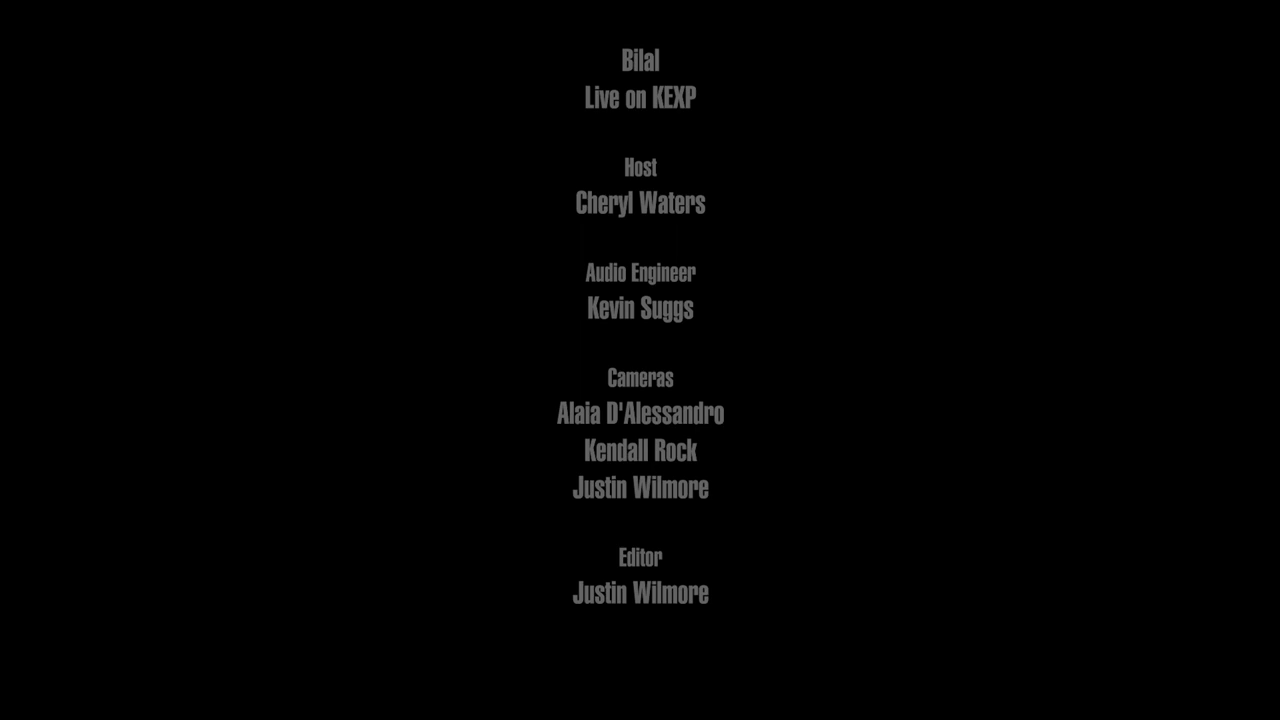 Bilal
Live on KEXP
Host
Cheryl Waters
Audio Engineer
Kevin Suggs
Cameras
Alaia D'Alessandro
Kendall Rock
Justin Wilmore
Editor
Justin Wilmore